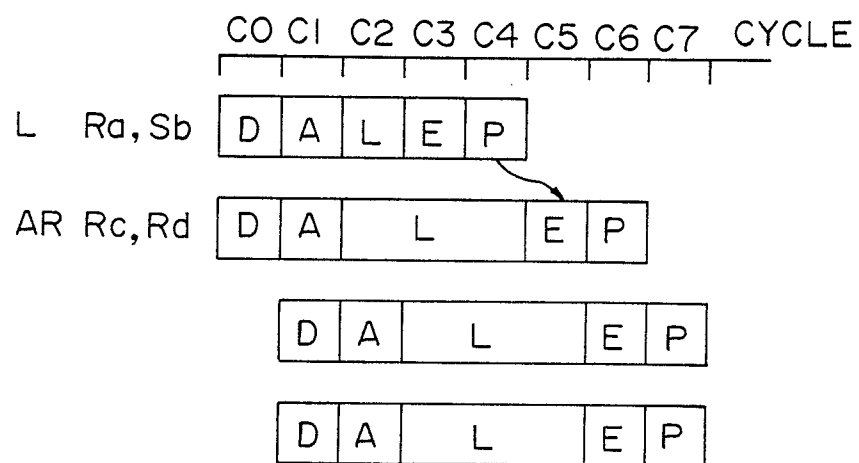 C0 C1 C2 C3 C4 C5 C6 C7 CYCLE
L Ra,Sb D A L E P
AR Rc,Rd D A L E P
D A L E P
D A L E P